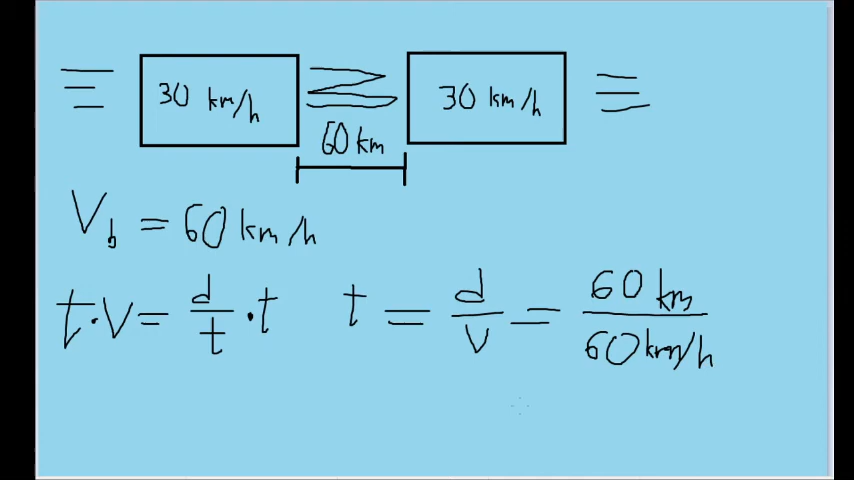 30 km/h 30 km/h
60 km
V_b = 60 km/h
t · V = d/t · t t = d/V = 60 km / 60 km/h